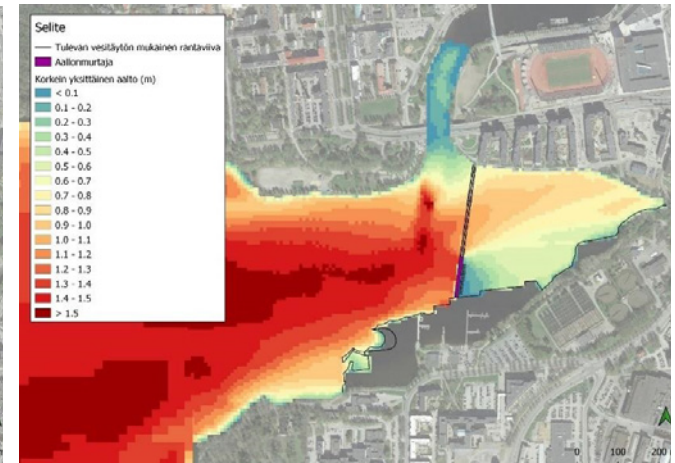 Selite
Tulevan vesitäytön mukainen rantaviiva
Aallonmurtaja
Korkein yksittäinen aalto (m)
< 0.1
0.1 - 0.2
0.2 - 0.3
0.3 - 0.4
0.4 - 0.5
0.5 - 0.6
0.6 - 0.7
0.7 - 0.8
0.8 - 0.9
0.9 - 1.0
1.0 - 1.1
1.1 - 1.2
1.2 - 1.3
1.3 - 1.4
1.4 - 1.5
> 1.5
0 100 200